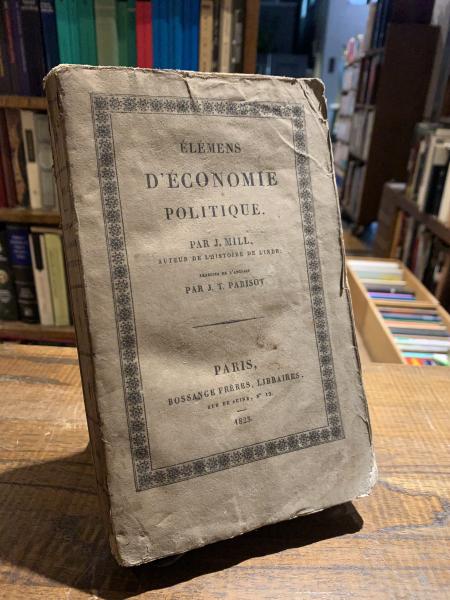 ÉLÉMENS
D'ÉCONOMIE
POLITIQUE.
PAR J. MILL,
AUTEUR DE L'HISTOIRE DE L'INDE;
TRADUITS DE L'ANGLAIS
PAR J. T. PARISOT
PARIS,
BOSSANGE FRÈRES, LIBRAIRES.
RUE DE SEINE, N° 12.
1823.